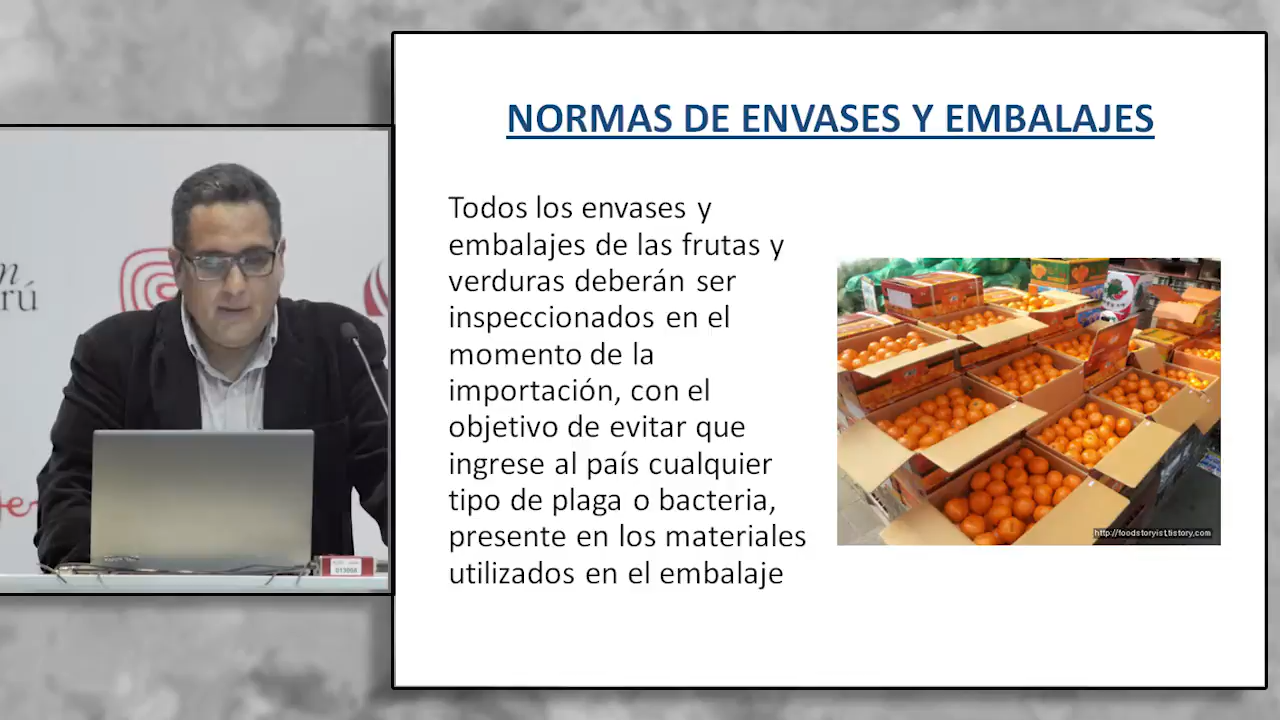 NORMAS DE ENVASES Y EMBALAJES
Todos los envases y
embalajes de las frutas y
verduras deberán ser
inspeccionados en el
momento de la
importación, con el
objetivo de evitar que
ingrese al país cualquier
tipo de plaga o bacteria,
presente en los materiales
utilizados en el embalaje
http://foodstoryist.tistory.com